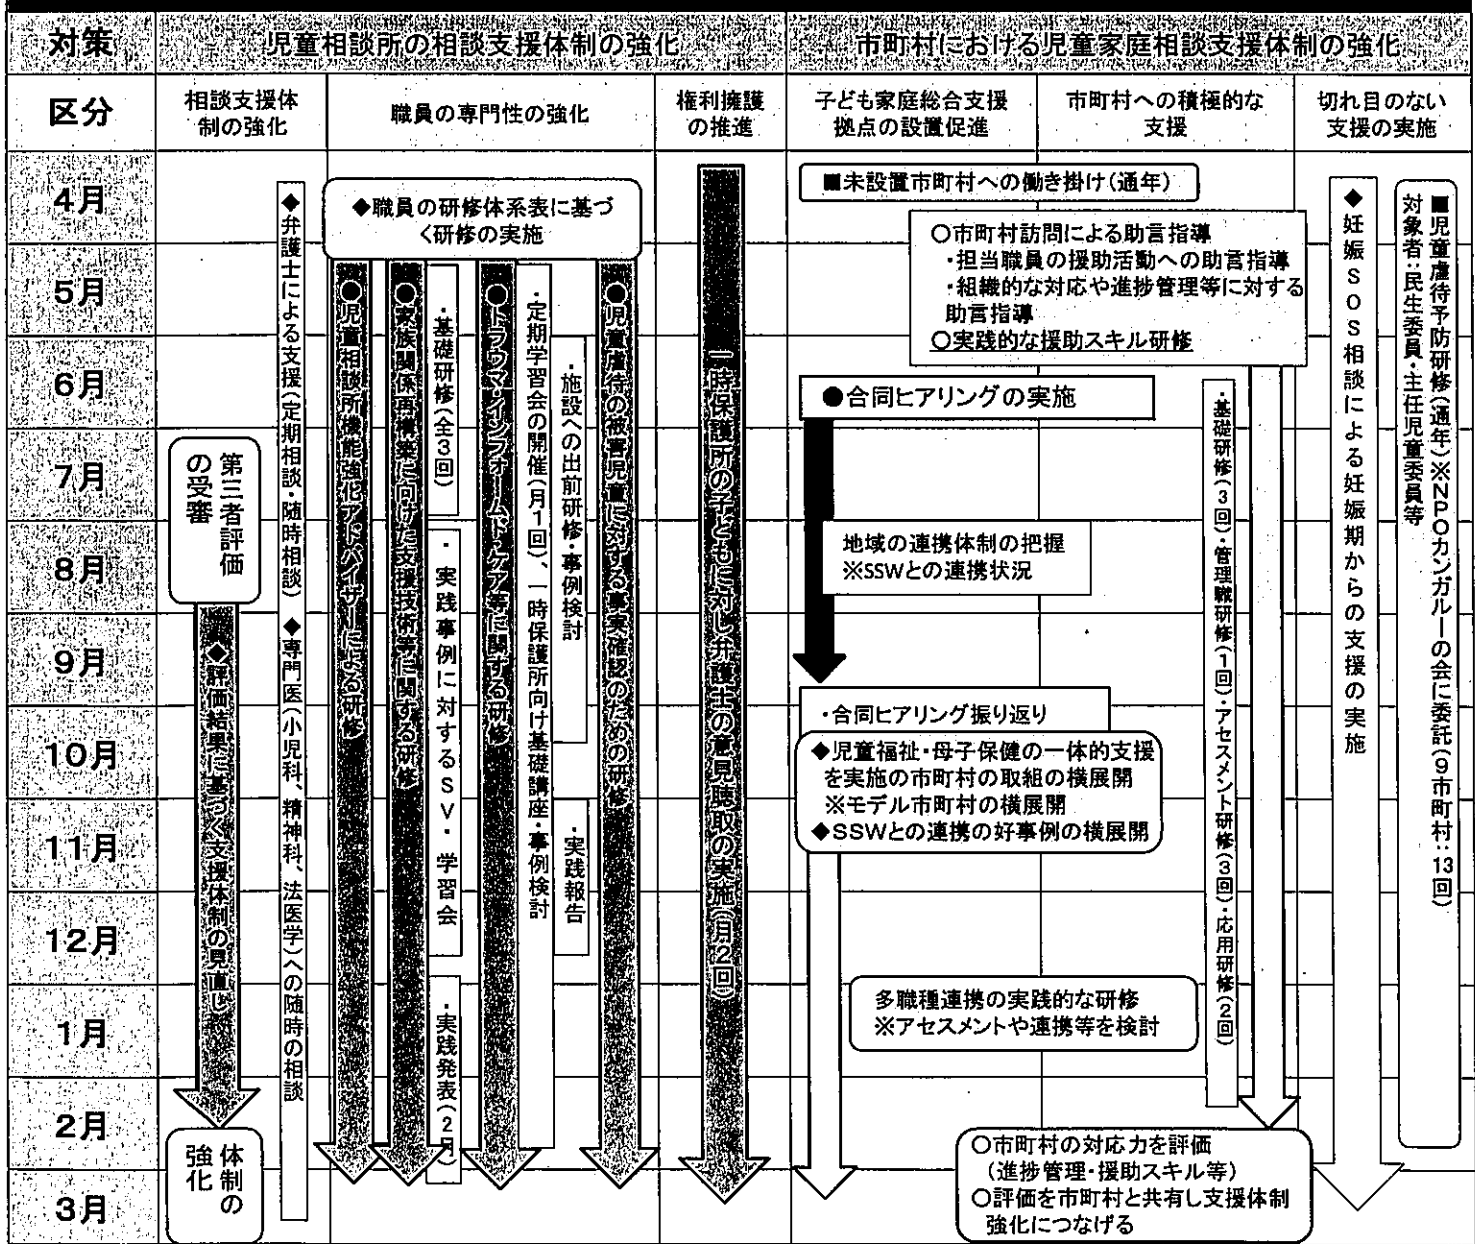 対策
児童相談所の相談支援体制の強化
市町村における児童家庭相談支援体制の強化
区分
相談支援体
制の強化
職員の専門性の強化
権利擁護
の推進
子ども家庭総合支援
拠点の設置促進
市町村への積極的な
支援
切れ目のない
支援の実施
4月
5月
6月
7月
8月
9月
10月
11月
12月
1月
2月
3月
第三者評価
の受審
◆評価結果に基づく支援体制の見直し
体制の
強化
◆弁護士による支援(定期相談・随時相談) ◆専門医(小児科、精神科、法医学)への随時の相談
◆職員の研修体系表に基づ
く研修の実施
●児童相談所機能強化アドバイザーによる研修
●家族関係再構築に向けた支援技術等に関する研修
・基礎研修(全3回)
・実践事例に対するSV・学習会
・実践発表(2月)
●トラウマ・インフォームド・ケア等に関する研修
・定期学習会の開催(月1回)、一時保護所向け基礎講座・事例検討
・施設への出前研修・事例検討
・実践報告
●児童虐待の被害児童に対する事実確認のための研修
一時保護所の子どもに対し弁護士の意見聴取の実施(月2回)
■未設置市町村への働き掛け(通年)
○市町村訪問による助言指導
・担当職員の援助活動への助言指導
・組織的な対応や進捗管理等に対する
助言指導
○実践的な援助スキル研修
●合同ヒアリングの実施
地域の連携体制の把握
※SSWとの連携状況
・合同ヒアリング振り返り
◆児童福祉・母子保健の一体的支援
を実施の市町村の取組の横展開
※モデル市町村の横展開
◆SSWとの連携の好事例の横展開
・基礎研修(3回)・管理職研修(1回)・アセスメント研修(3回)・応用研修(2回)
多職種連携の実践的な研修
※アセスメントや連携等を検討
○市町村の対応力を評価
(進捗管理・援助スキル等)
○評価を市町村と共有し支援体制
強化につなげる
◆妊娠SOS相談による妊娠期からの支援の実施
■児童虐待予防研修(通年)※NPOカンガルーの会に委託(9市町村:13回)
対象者:民生委員・主任児童委員等